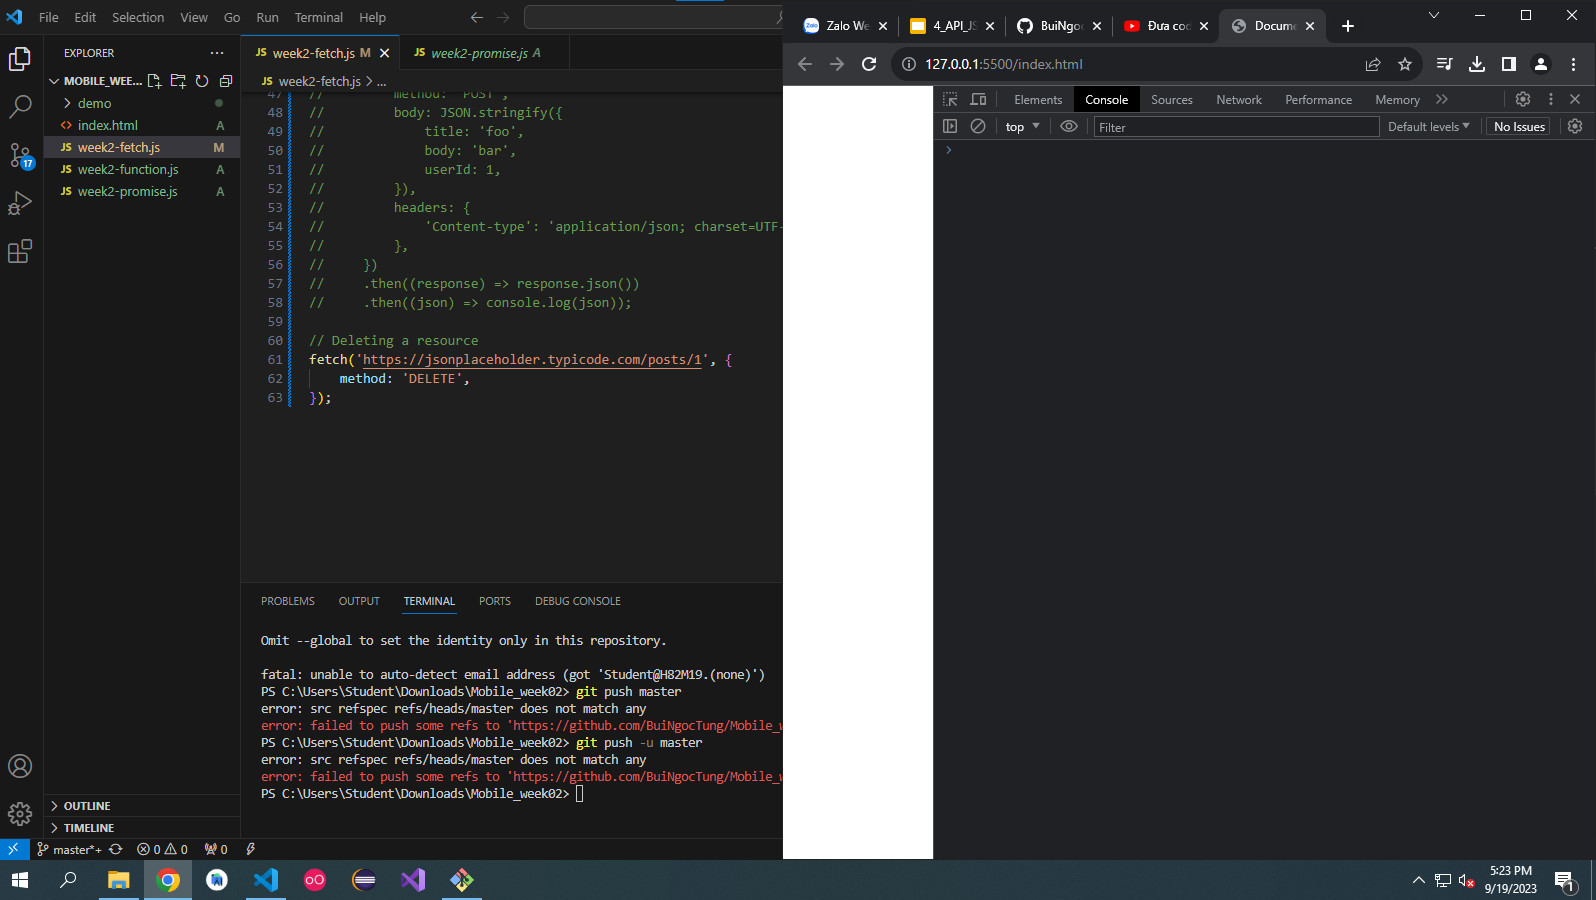 File Edit Selection View Go Run Terminal Help
EXPLORER
MOBILE_WEE...
demo
index.html A
JS week2-fetch.js M
JS week2-function.js A
JS week2-promise.js A
17
OUTLINE
TIMELINE
JS week2-fetch.js M
JS week2-promise.js A
JS week2-fetch.js > ...
47 // method: 'POST',
48 // body: JSON.stringify({
49 // title: 'foo',
50 // body: 'bar',
51 // userId: 1,
52 // }),
53 // headers: {
54 // 'Content-type': 'application/json; charset=UTF-
55 // },
56 // })
57 // .then((response) => response.json())
58 // .then((json) => console.log(json));
59
60 // Deleting a resource
61 fetch('https://jsonplaceholder.typicode.com/posts/1', {
62 method: 'DELETE',
63 });
PROBLEMS OUTPUT TERMINAL PORTS DEBUG CONSOLE
Omit --global to set the identity only in this repository.
fatal: unable to auto-detect email address (got 'Student@H82M19.(none)')
PS C:\Users\Student\Downloads\Mobile_week02> git push master
error: src refspec refs/heads/master does not match any
error: failed to push some refs to 'https://github.com/BuiNgocTung/Mobile_w
PS C:\Users\Student\Downloads\Mobile_week02> git push -u master
error: src refspec refs/heads/master does not match any
error: failed to push some refs to 'https://github.com/BuiNgocTung/Mobile_w
PS C:\Users\Student\Downloads\Mobile_week02>
master*+ 0 0 0
Zalo We 4_API_JS BuiNgoc Đưa cod Docume
127.0.0.1:5500/index.html
Elements Console Sources Network Performance Memory
top Filter Default levels No Issues
5:23 PM
9/19/2023
1